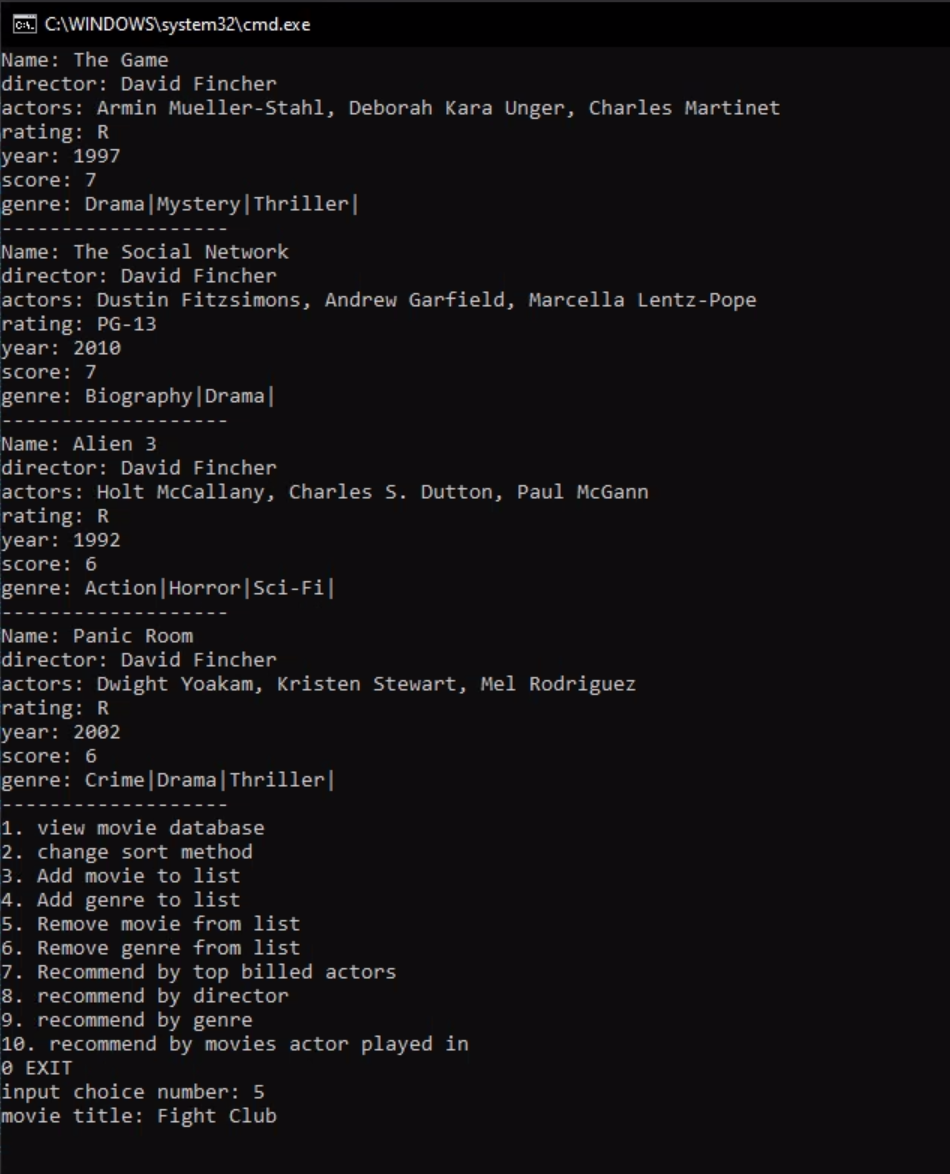 C:\WINDOWS\system32\cmd.exe
Name: The Game
director: David Fincher
actors: Armin Mueller-Stahl, Deborah Kara Unger, Charles Martinet
rating: R
year: 1997
score: 7
genre: Drama|Mystery|Thriller|
-------------------
Name: The Social Network
director: David Fincher
actors: Dustin Fitzsimons, Andrew Garfield, Marcella Lentz-Pope
rating: PG-13
year: 2010
score: 7
genre: Biography|Drama|
-------------------
Name: Alien 3
director: David Fincher
actors: Holt McCallany, Charles S. Dutton, Paul McGann
rating: R
year: 1992
score: 6
genre: Action|Horror|Sci-Fi|
-------------------
Name: Panic Room
director: David Fincher
actors: Dwight Yoakam, Kristen Stewart, Mel Rodriguez
rating: R
year: 2002
score: 6
genre: Crime|Drama|Thriller|
-------------------
1. view movie database
2. change sort method
3. Add movie to list
4. Add genre to list
5. Remove movie from list
6. Remove genre from list
7. Recommend by top billed actors
8. recommend by director
9. recommend by genre
10. recommend by movies actor played in
0 EXIT
input choice number: 5
movie title: Fight Club